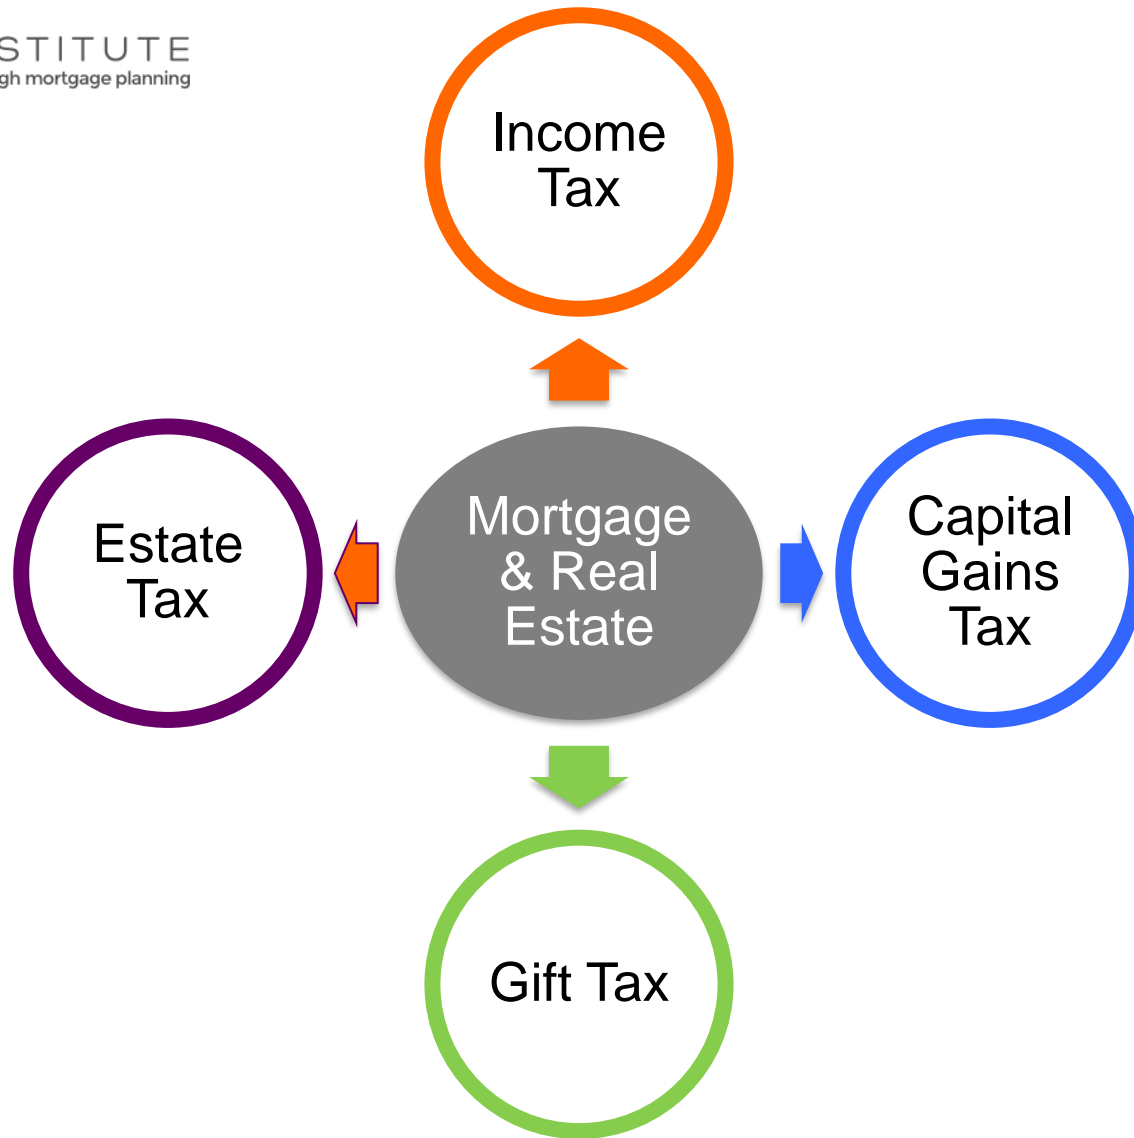 STITUTE
gh mortgage planning
Income
Tax
Estate
Tax
Mortgage
& Real
Estate
Capital
Gains
Tax
Gift Tax